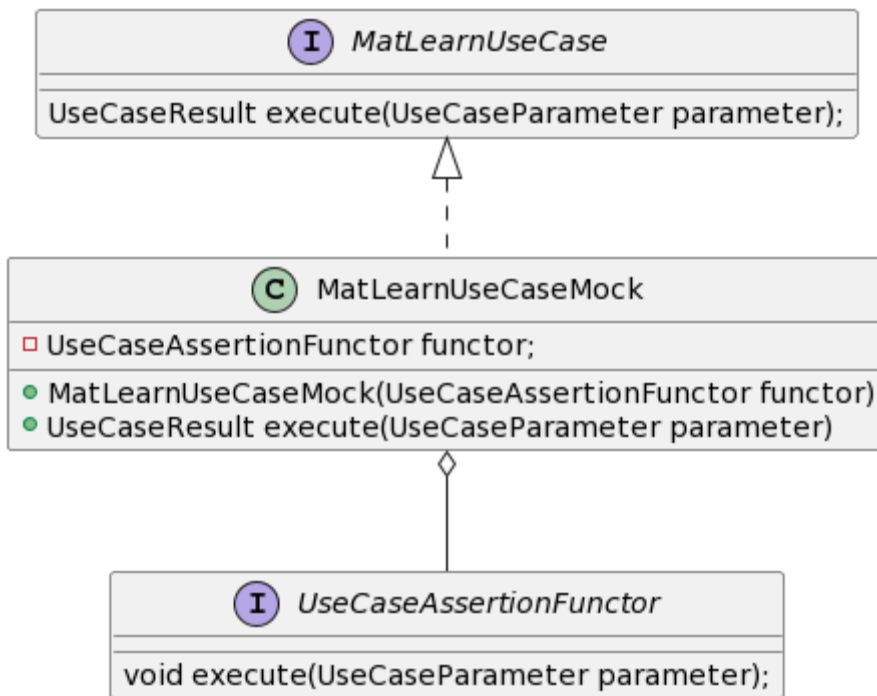 I MatLearnUseCase
UseCaseResult execute(UseCaseParameter parameter);
C MatLearnUseCaseMock
UseCaseAssertionFunctor functor;
MatLearnUseCaseMock(UseCaseAssertionFunctor functor)
UseCaseResult execute(UseCaseParameter parameter)
I UseCaseAssertionFunctor
void execute(UseCaseParameter parameter);